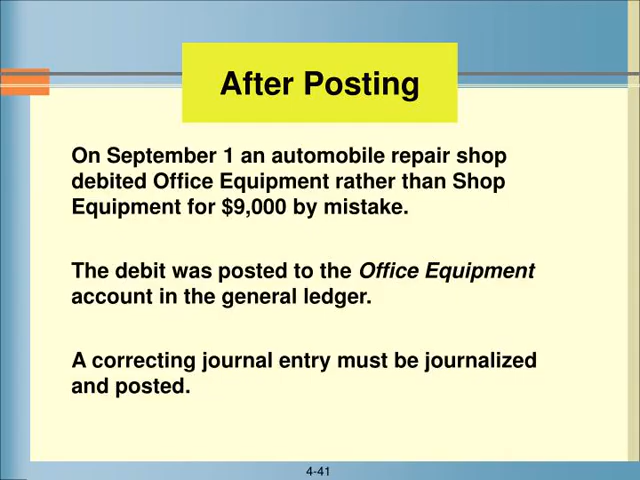 After Posting
On September 1 an automobile repair shop
debited Office Equipment rather than Shop
Equipment for $9,000 by mistake.
The debit was posted to the Office Equipment
account in the general ledger.
A correcting journal entry must be journalized
and posted.
4-41